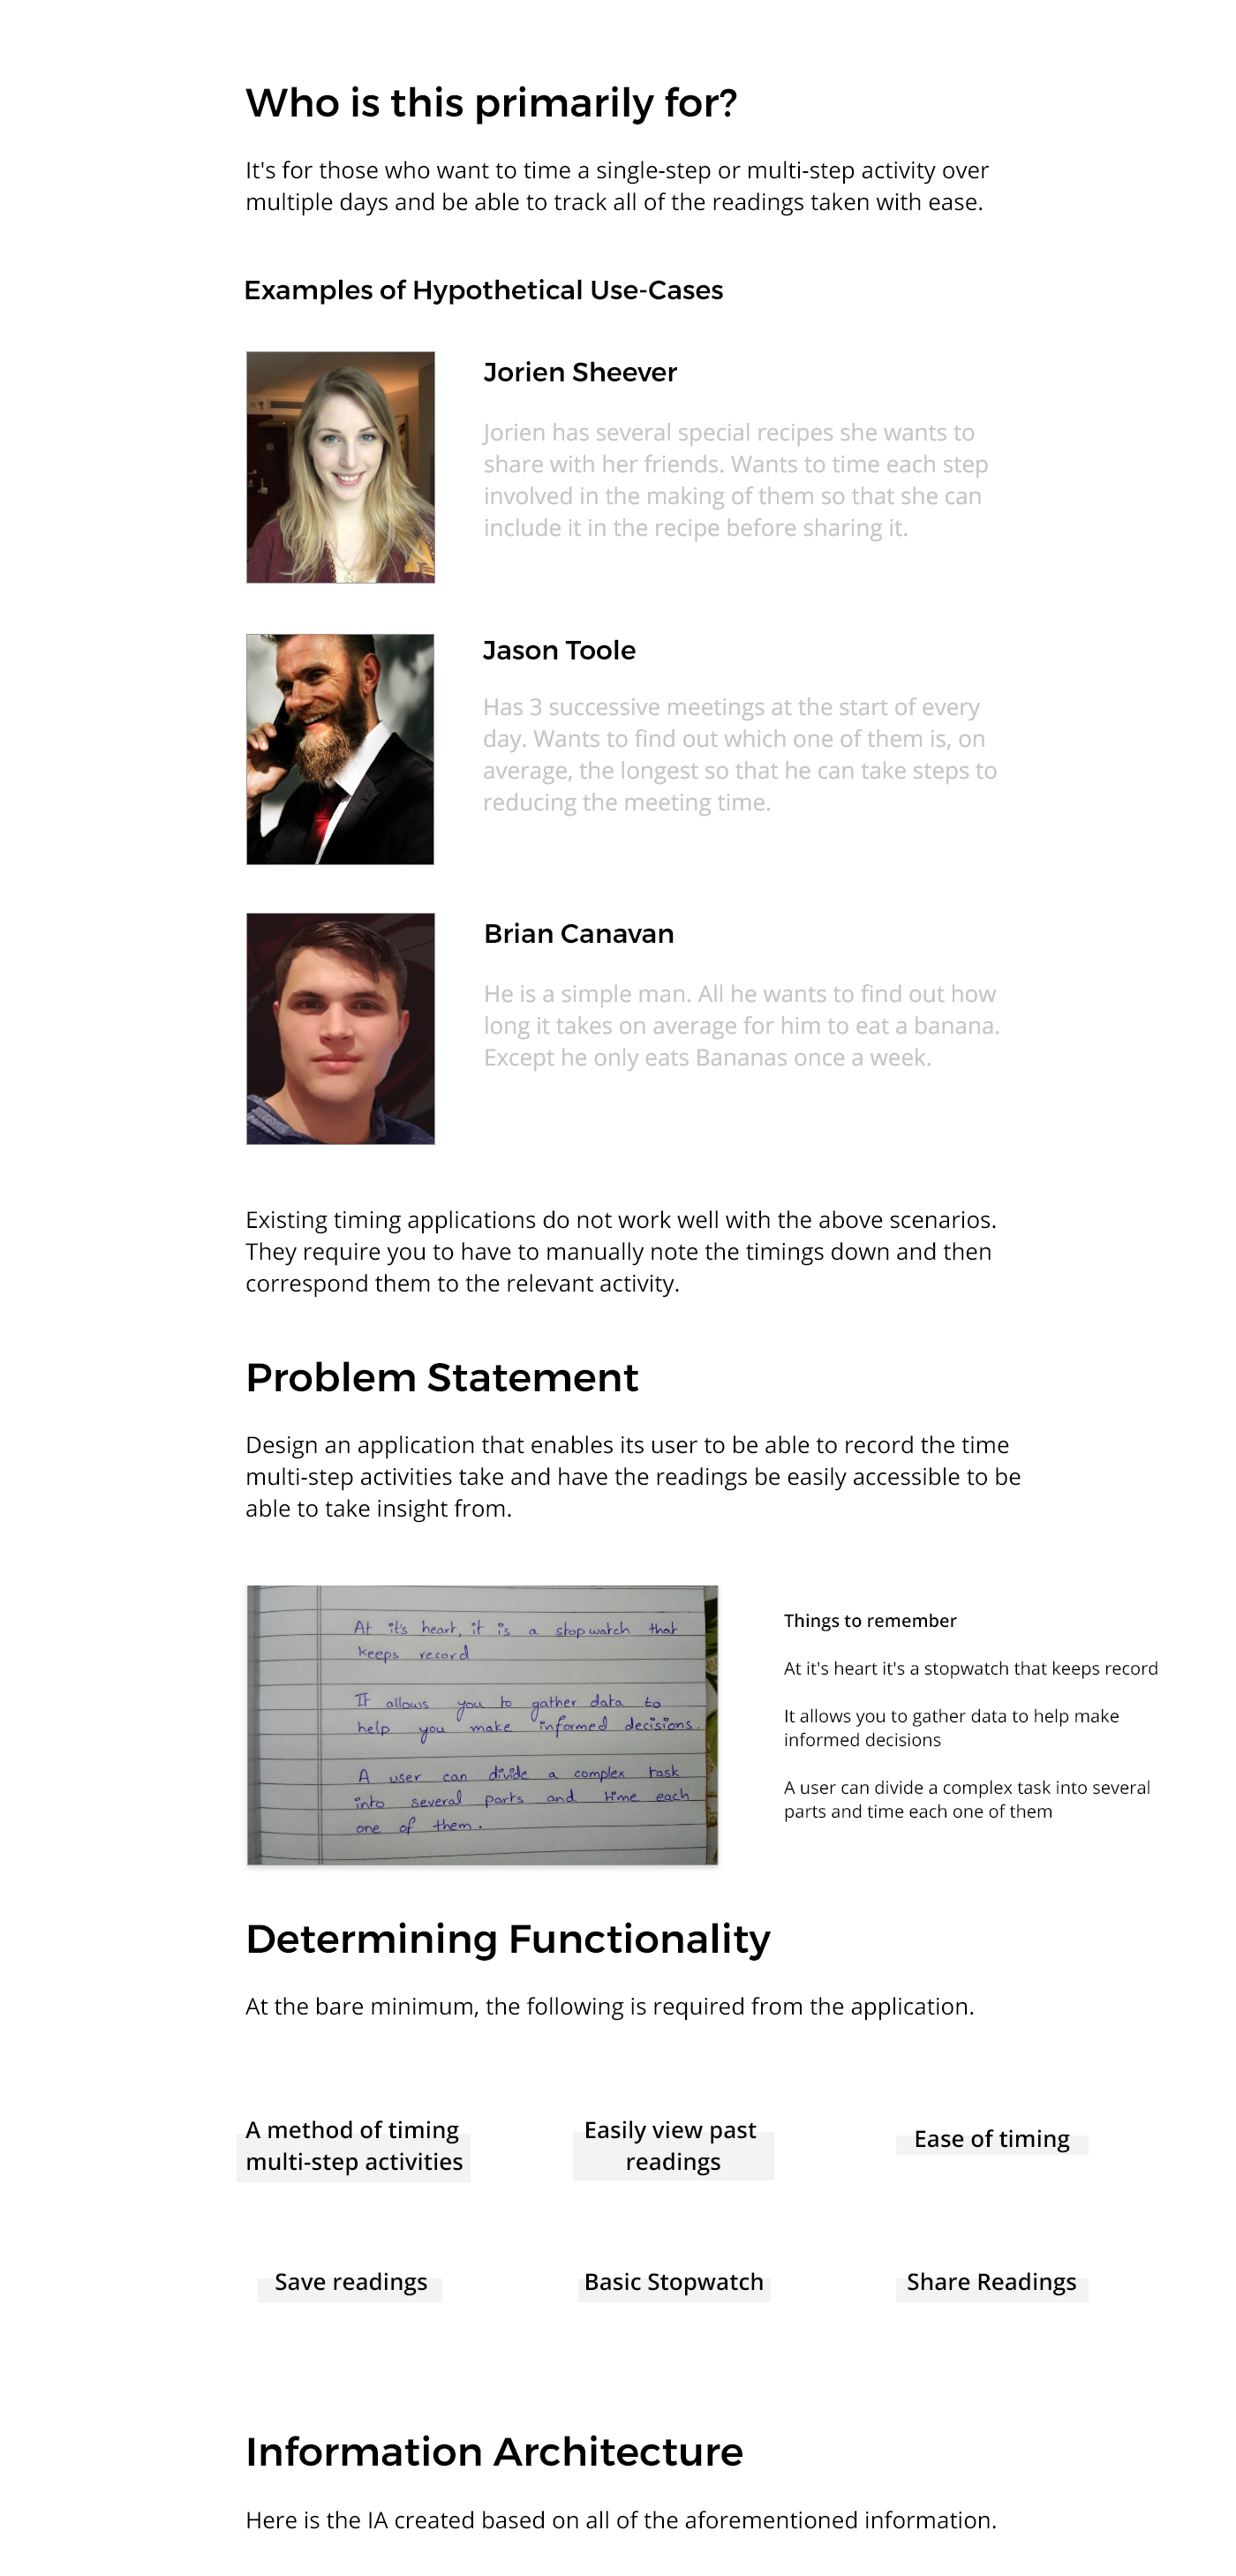 Who is this primarily for?
It's for those who want to time a single-step or multi-step activity over
multiple days and be able to track all of the readings taken with ease.
Examples of Hypothetical Use-Cases
Jorien Sheever
Jorien has several special recipes she wants to
share with her friends. Wants to time each step
involved in the making of them so that she can
include it in the recipe before sharing it.
Jason Toole
Has 3 successive meetings at the start of every
day. Wants to find out which one of them is, on
average, the longest so that he can take steps to
reducing the meeting time.
Brian Canavan
He is a simple man. All he wants to find out how
long it takes on average for him to eat a banana.
Except he only eats Bananas once a week.
Existing timing applications do not work well with the above scenarios.
They require you to have to manually note the timings down and then
correspond them to the relevant activity.
Problem Statement
Design an application that enables its user to be able to record the time
multi-step activities take and have the readings be easily accessible to be
able to take insight from.
At it's heart, it is a stopwatch that
keeps record
It allows you to gather data to
help you make informed decisions.
A user can divide a complex task
into several parts and time each
one of them.
Things to remember
At it's heart it's a stopwatch that keeps record
It allows you to gather data to help make
informed decisions
A user can divide a complex task into several
parts and time each one of them
Determining Functionality
At the bare minimum, the following is required from the application.
A method of timing
multi-step activities
Easily view past
readings
Ease of timing
Save readings
Basic Stopwatch
Share Readings
Information Architecture
Here is the IA created based on all of the aforementioned information.